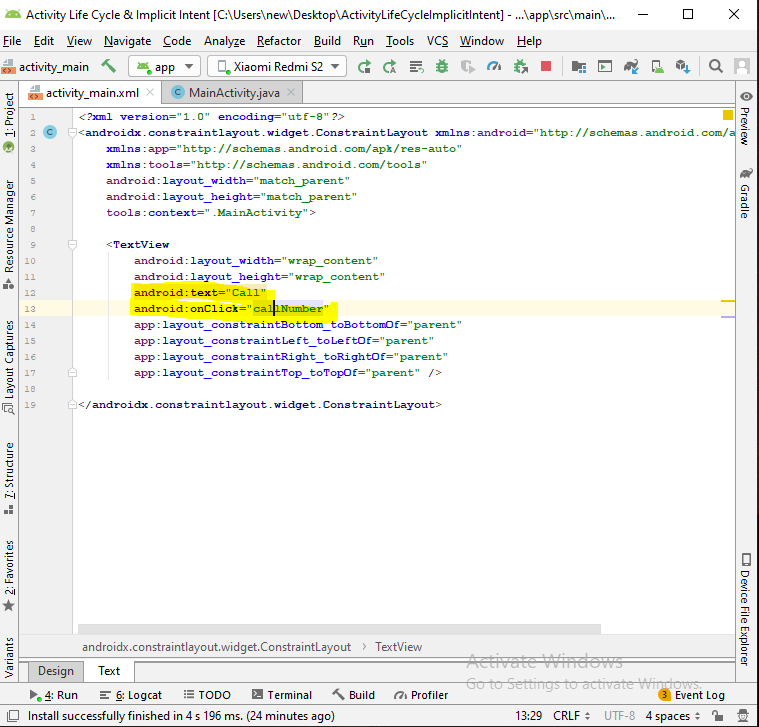 Activity Life Cycle & Implicit Intent [C:\Users\new\Desktop\ActivityLifeCycleImplicitIntent] - ...\app\src\main\...
File Edit View Navigate Code Analyze Refactor Build Run Tools VCS Window Help
activity_main app Xiaomi Redmi S2
activity_main.xml MainActivity.java
1 <?xml version="1.0" encoding="utf-8"?>
2 <androidx.constraintlayout.widget.ConstraintLayout xmlns:android="http://schemas.android.com/a
3 xmlns:app="http://schemas.android.com/apk/res-auto"
4 xmlns:tools="http://schemas.android.com/tools"
5 android:layout_width="match_parent"
6 android:layout_height="match_parent"
7 tools:context=".MainActivity">
8
9 <TextView
10 android:layout_width="wrap_content"
11 android:layout_height="wrap_content"
12 android:text="Call"
13 android:onClick="callNumber"
14 app:layout_constraintBottom_toBottomOf="parent"
15 app:layout_constraintLeft_toLeftOf="parent"
16 app:layout_constraintRight_toRightOf="parent"
17 app:layout_constraintTop_toTopOf="parent" />
18
19 </androidx.constraintlayout.widget.ConstraintLayout>
1: Project
Resource Manager
Layout Captures
7: Structure
2: Favorites
Variants
Preview
Gradle
Device File Explorer
androidx.constraintlayout.widget.ConstraintLayout › TextView
Activate Windows
Go to Settings to activate Windows.
Design Text
4: Run 6: Logcat TODO Terminal Build Profiler 3 Event Log
Install successfully finished in 4 s 196 ms. (24 minutes ago) 13:29 CRLF UTF-8 4 spaces